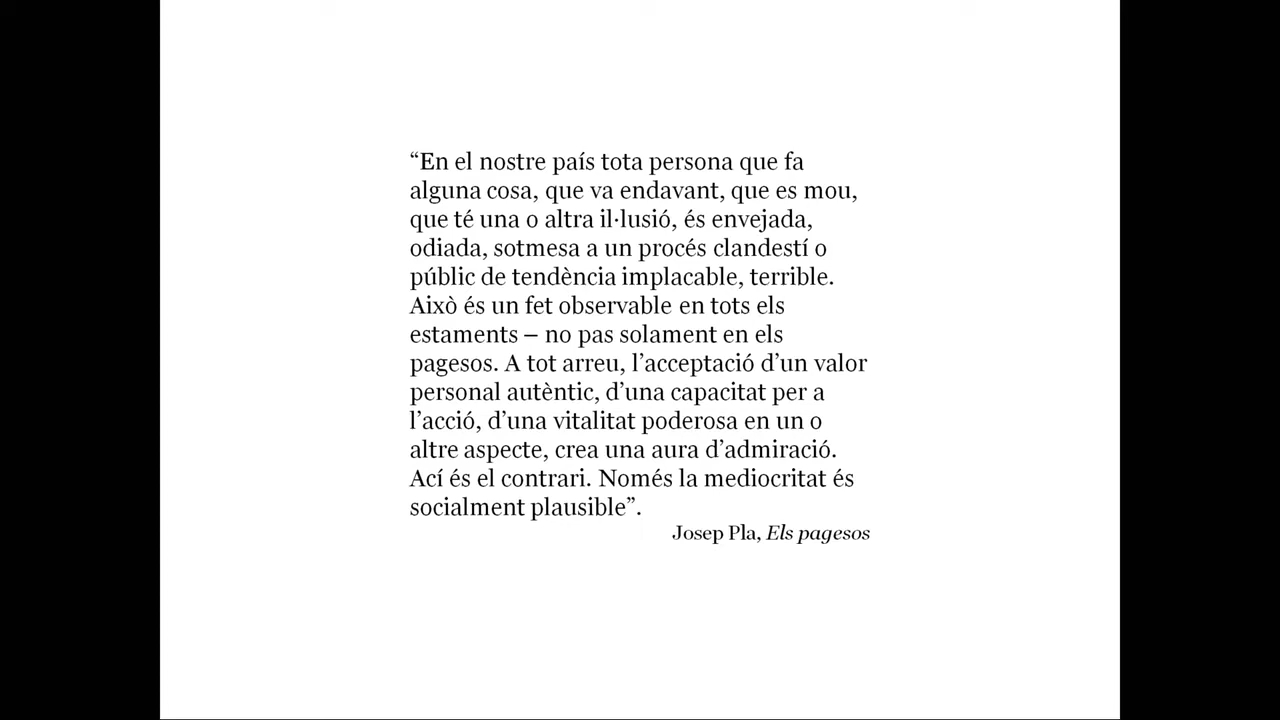 “En el nostre país tota persona que fa
alguna cosa, que va endavant, que es mou,
que té una o altra il·lusió, és envejada,
odiada, sotmesa a un procés clandestí o
públic de tendència implacable, terrible.
Això és un fet observable en tots els
estaments – no pas solament en els
pagesos. A tot arreu, l’acceptació d’un valor
personal autèntic, d’una capacitat per a
l’acció, d’una vitalitat poderosa en un o
altre aspecte, crea una aura d’admiració.
Ací és el contrari. Només la mediocritat és
socialment plausible”.
Josep Pla, Els pagesos